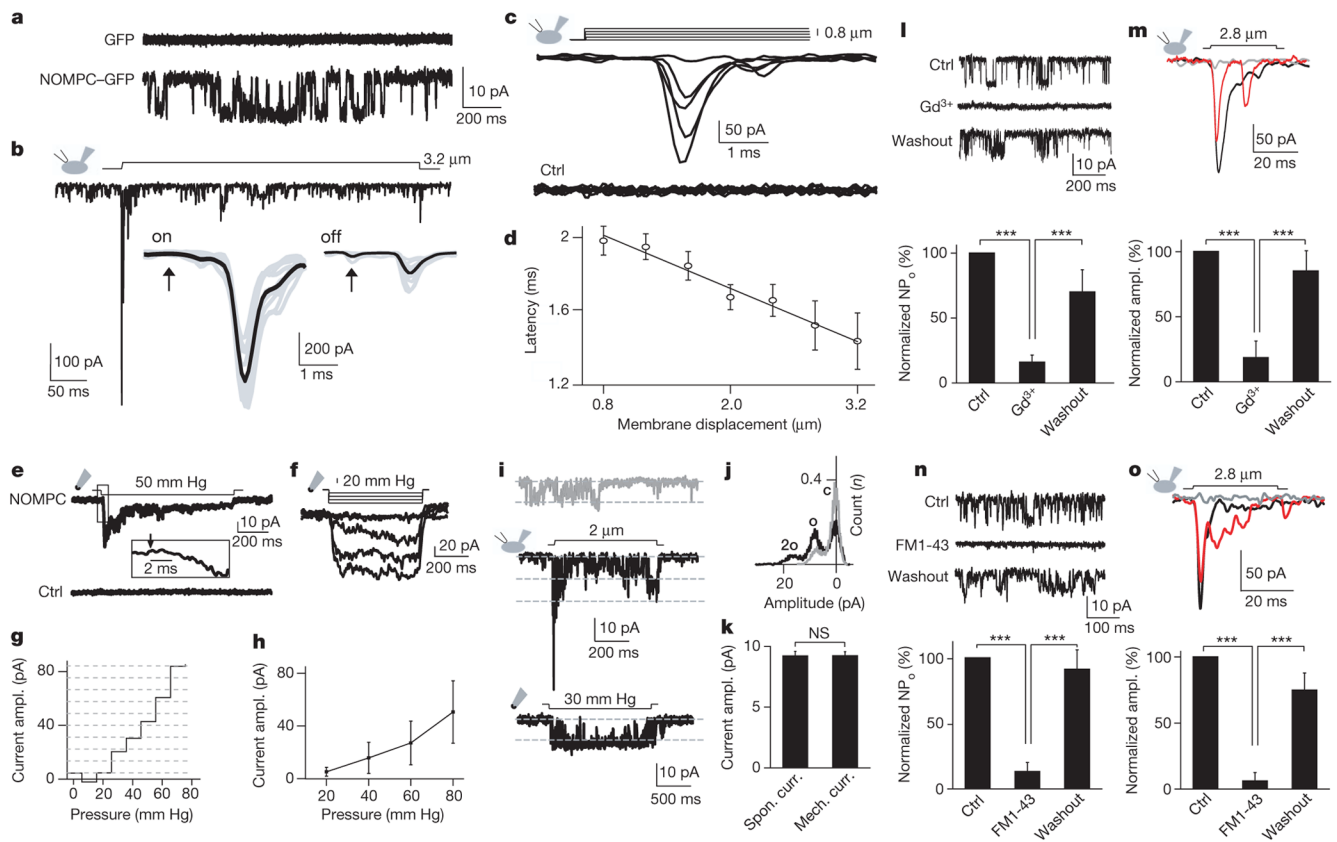 a
GFP
NOMPC–GFP
10 pA
200 ms
b
3.2 μm
on
off
100 pA
50 ms
200 pA
1 ms
c
0.8 μm
50 pA
1 ms
Ctrl
d
Latency (ms)
2
1.6
1.2
0.8
2.0
3.2
Membrane displacement (μm)
e
NOMPC
50 mm Hg
10 pA
200 ms
2 ms
Ctrl
f
20 mm Hg
20 pA
200 ms
g
Current ampl. (pA)
80
40
0
0 20 40 60 80
Pressure (mm Hg)
h
Current ampl. (pA)
80
40
0
20 40 60 80
Pressure (mm Hg)
i
2 μm
10 pA
200 ms
30 mm Hg
10 pA
500 ms
j
0.4
Count (n)
c
o
2o
0
20 0
Amplitude (pA)
k
NS
Current ampl. (pA)
10
5
0
Spon. curr.
Mech. curr.
l
Ctrl
Gd³⁺
Washout
10 pA
200 ms
*** ***
Normalized NPₒ (%)
100
50
0
Ctrl
Gd³⁺
Washout
m
2.8 μm
50 pA
20 ms
*** ***
Normalized ampl. (%)
100
50
0
Ctrl
Gd³⁺
Washout
n
Ctrl
FM1-43
Washout
10 pA
100 ms
*** ***
Normalized NPₒ (%)
100
50
0
Ctrl
FM1-43
Washout
o
2.8 μm
50 pA
20 ms
*** ***
Normalized ampl. (%)
100
50
0
Ctrl
FM1-43
Washout